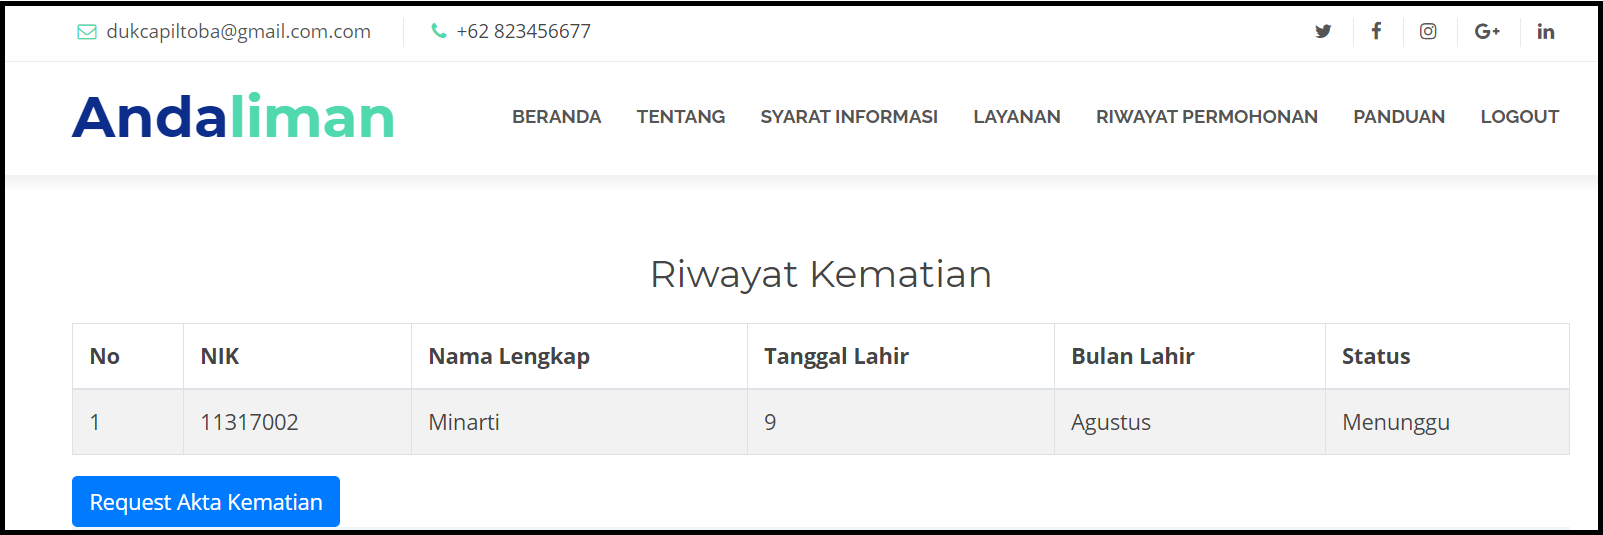 dukcapiltoba@gmail.com.com +62 823456677
Andaliman BERANDA TENTANG SYARAT INFORMASI LAYANAN RIWAYAT PERMOHONAN PANDUAN LOGOUT
Riwayat Kematian
No NIK Nama Lengkap Tanggal Lahir Bulan Lahir Status
1 11317002 Minarti 9 Agustus Menunggu
Request Akta Kematian